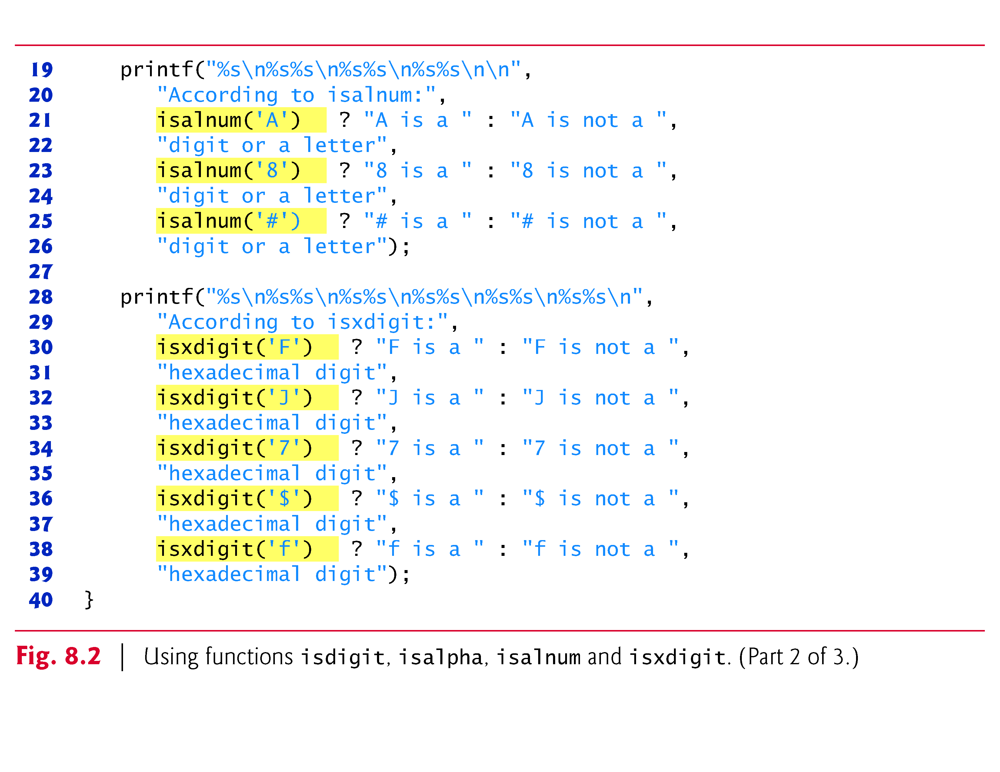 19 printf("%s\n%s%s\n%s%s\n%s%s\n\n",
20 "According to isalnum:",
21 isalnum('A') ? "A is a " : "A is not a ",
22 "digit or a letter",
23 isalnum('8') ? "8 is a " : "8 is not a ",
24 "digit or a letter",
25 isalnum('#') ? "# is a " : "# is not a ",
26 "digit or a letter");
27
28 printf("%s\n%s%s\n%s%s\n%s%s\n%s%s\n%s%s\n",
29 "According to isxdigit:",
30 isxdigit('F') ? "F is a " : "F is not a ",
31 "hexadecimal digit",
32 isxdigit('J') ? "J is a " : "J is not a ",
33 "hexadecimal digit",
34 isxdigit('7') ? "7 is a " : "7 is not a ",
35 "hexadecimal digit",
36 isxdigit('$') ? "$ is a " : "$ is not a ",
37 "hexadecimal digit",
38 isxdigit('f') ? "f is a " : "f is not a ",
39 "hexadecimal digit");
40 }
Fig. 8.2 | Using functions isdigit, isalpha, isalnum and isxdigit. (Part 2 of 3.)